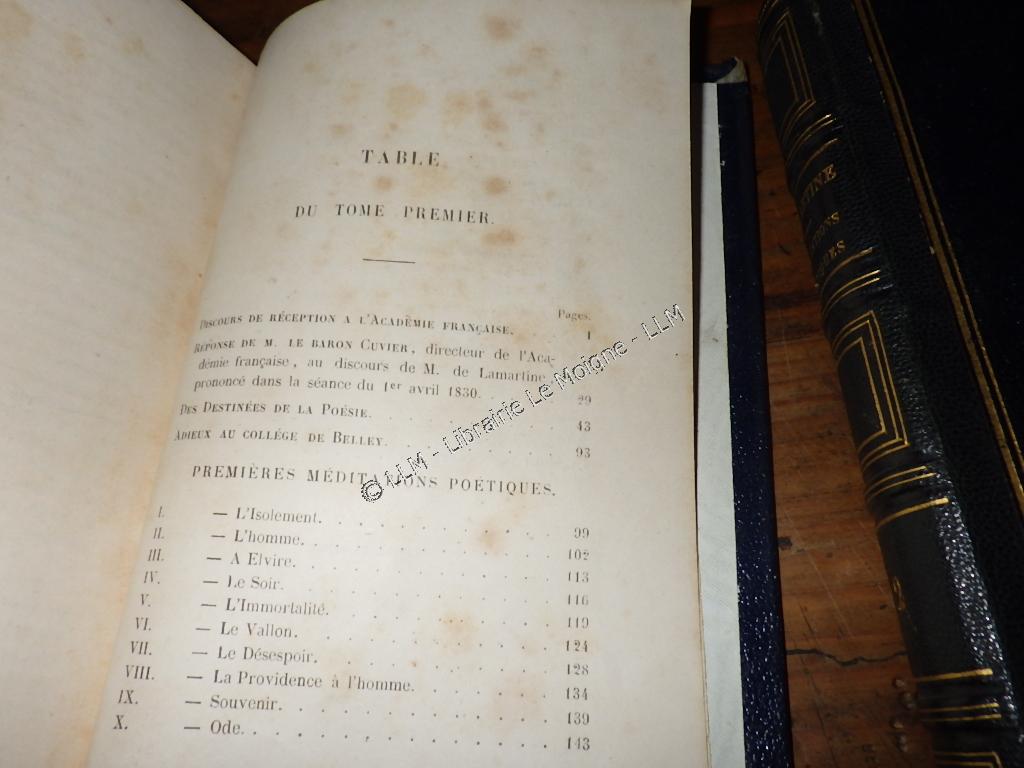 TABLE
DU TOME PREMIER.
Pages.
DISCOURS DE RÉCEPTION A L'ACADÉMIE FRANÇAISE. . 1
RÉPONSE DE M. LE BARON CUVIER, directeur de l'Aca-
démie française, au discours de M. de Lamartine,
prononcé dans la séance du 1er avril 1830. . . . 29
DES DESTINÉES DE LA POÉSIE. . . . . . . . 43
ADIEUX AU COLLÉGE DE BELLEY. . . . . . . . 93
PREMIÈRES MÉDITATIONS POÉTIQUES.
I. — L'Isolement. . . . . . . . . . 99
II. — L'homme. . . . . . . . . . 102
III. — A Elvire. . . . . . . . . . 113
IV. — Le Soir. . . . . . . . . . 116
V. — L'Immortalité. . . . . . . . . . 119
VI. — Le Vallon. . . . . . . . . . 124
VII. — Le Désespoir. . . . . . . . . . 128
VIII. — La Providence à l'homme. . . . . . . 134
IX. — Souvenir. . . . . . . . . . 139
X. — Ode. . . . . . . . . . 143
© LLM - Librairie Le Moigne - LLM
2